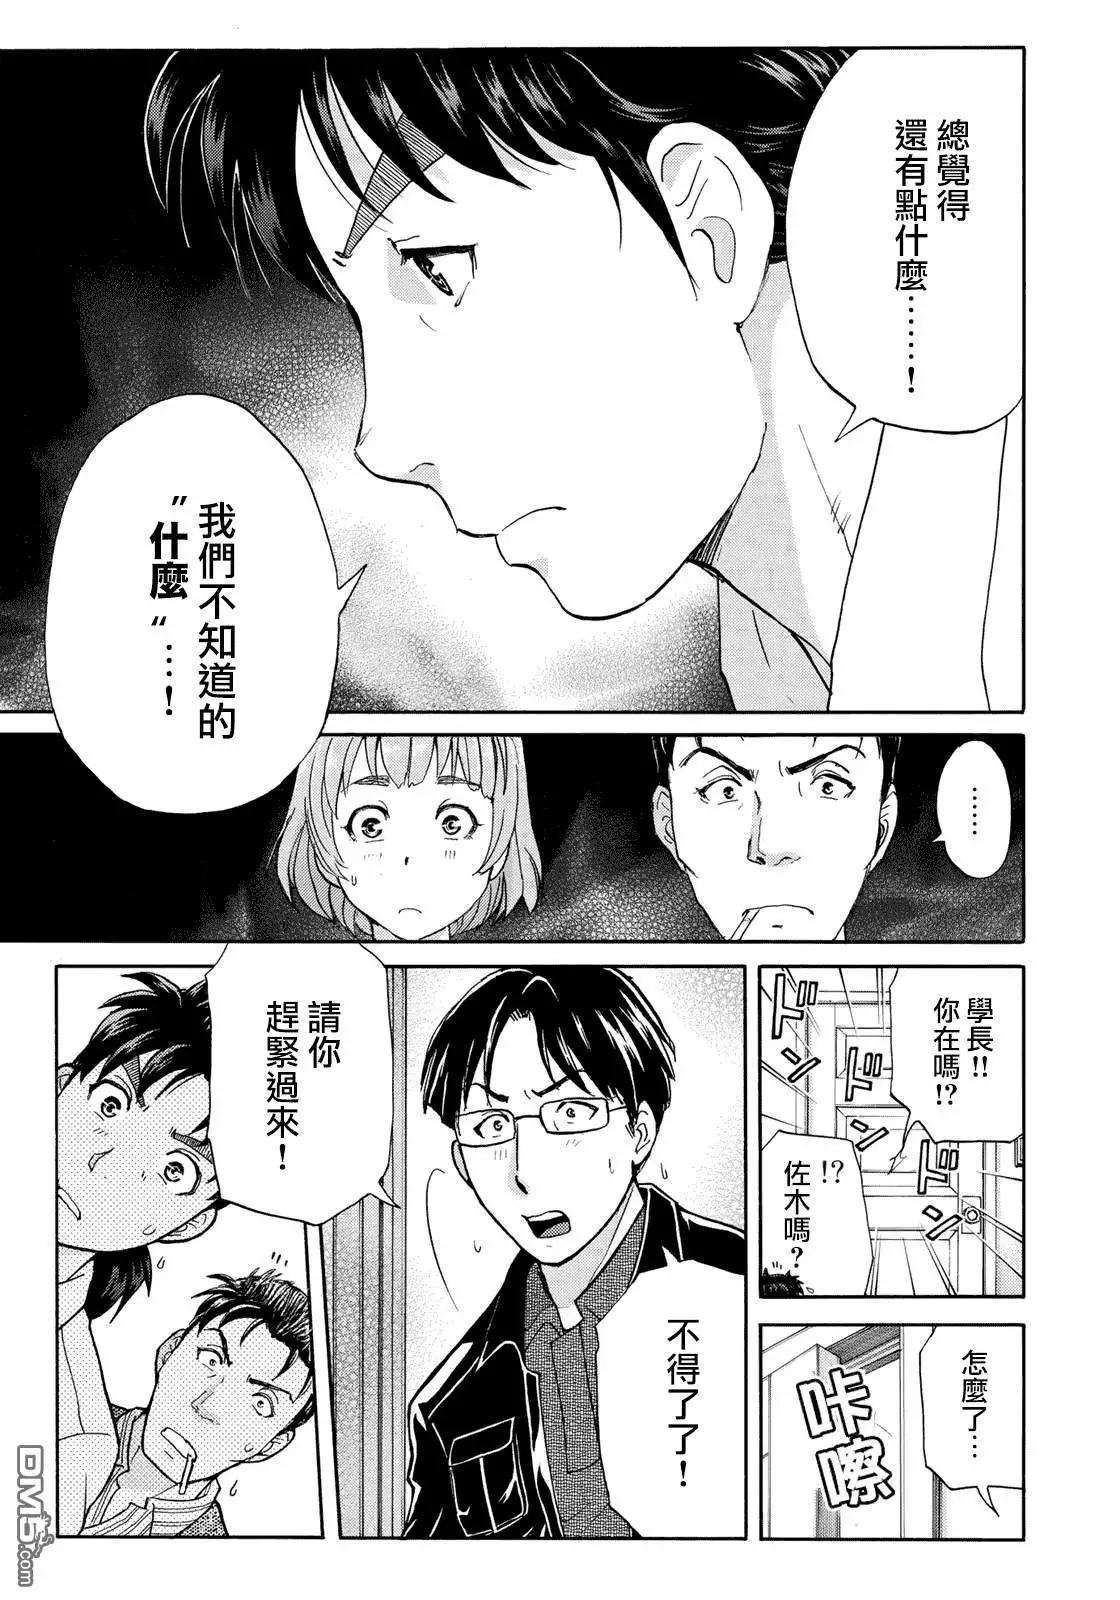 總覺得
還有點什麼……！
我們不知道的
"什麼"…！
……
學長!!
你在嗎!?
ドンドンドン
ドン
!?
佐木嗎？
怎麼了…
咔嚓
不得了了！
請你
趕緊過來！
DM5.com